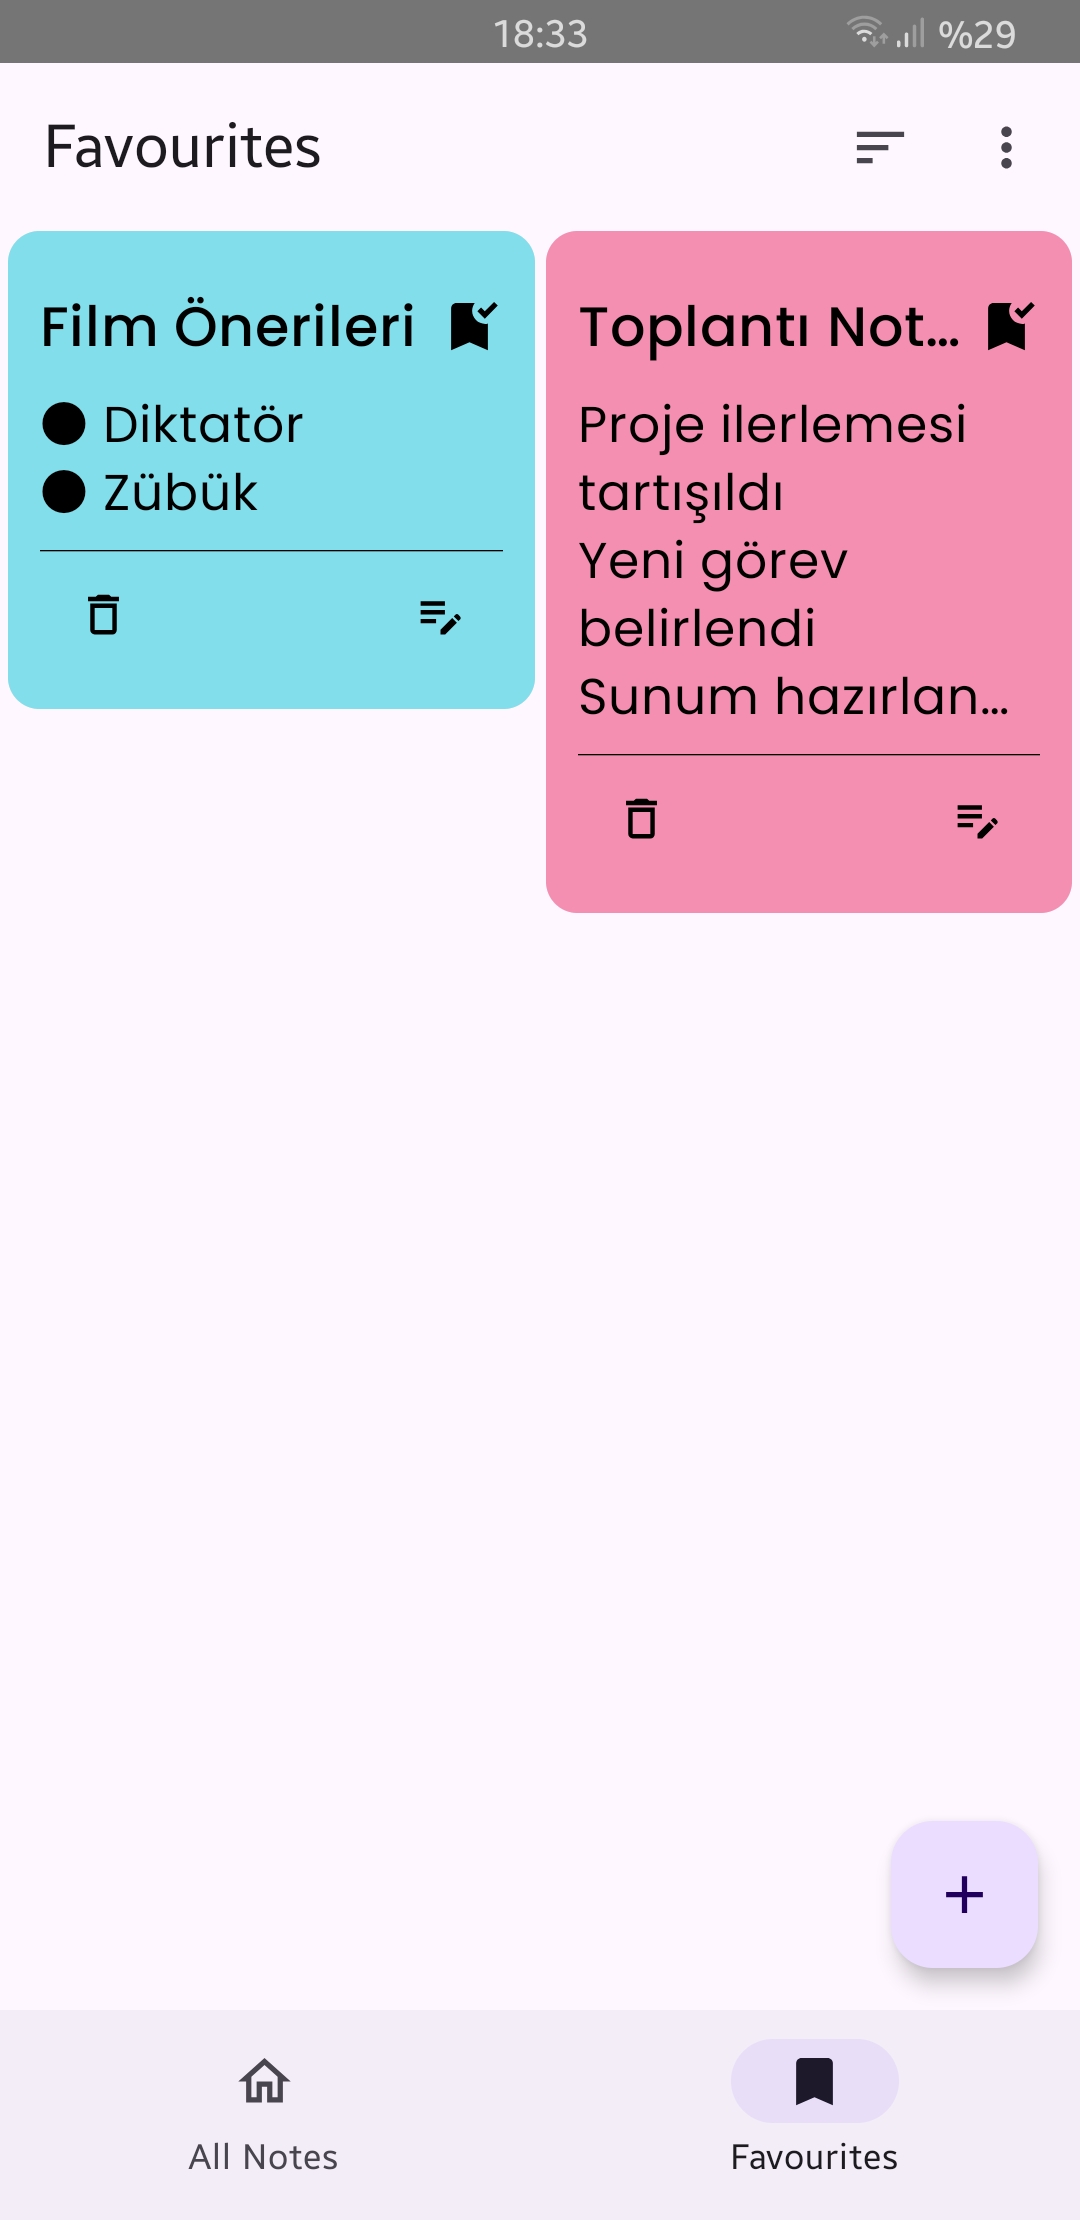 18:33
%29
Favourites
Film Önerileri
● Diktatör
● Zübük
Toplantı Not...
Proje ilerlemesi
tartışıldı
Yeni görev
belirlendi
Sunum hazırlan...
All Notes
Favourites